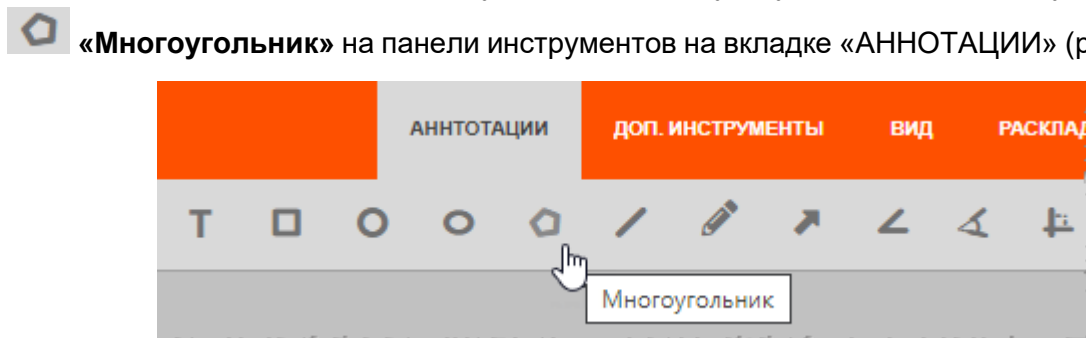 «Многоугольник» на панели инструментов на вкладке «АННОТАЦИИ» (р
АННТОТАЦИИ ДОП. ИНСТРУМЕНТЫ ВИД РАСКЛАД
T
Многоугольник